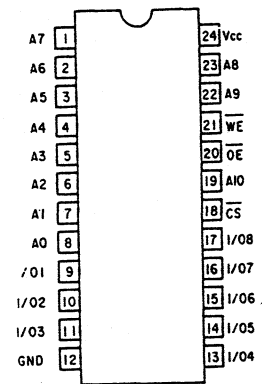 A7 1 24 Vcc
A6 2 23 A8
A5 3 22 A9
A4 4 21 WE
A3 5 20 OE
A2 6 19 A10
A1 7 18 CS
A0 8 17 I/O8
/O1 9 16 I/O7
I/O2 10 15 I/O6
I/O3 11 14 I/O5
GND 12 13 I/O4